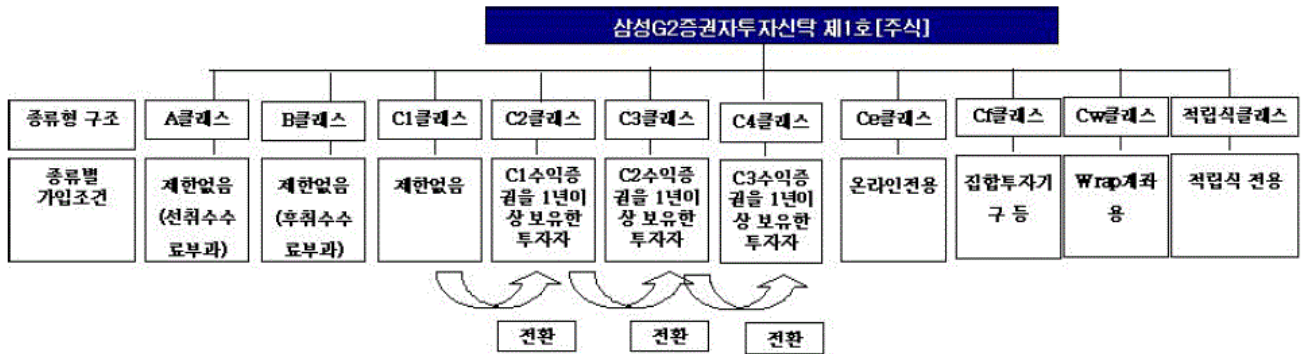 삼성G2증권자투자신탁 제1호[주식]
종류형 구조
A클래스
B클래스
C1클래스
C2클래스
C3클래스
C4클래스
Ce클래스
Cf클래스
Cw클래스
적립식클래스
종류별
가입조건
제한없음
(선취수수
료부과)
제한없음
(후취수수
료부과)
제한없음
C1수익증
권을 1년이
상 보유한
투자자
C2수익증
권을 1년이
상 보유한
투자자
C3수익증
권을 1년이
상 보유한
투자자
온라인전용
집합투자기
구 등
Wrap계좌
용
적립식 전용
전환
전환
전환